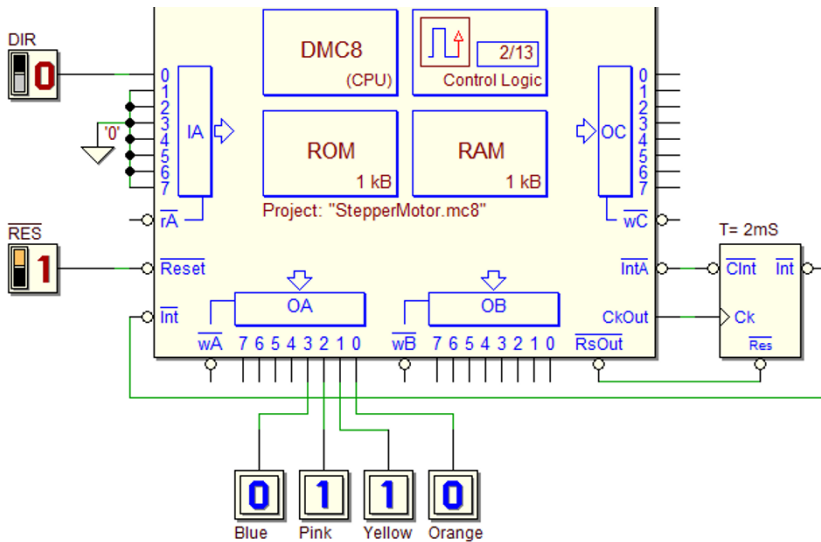 DIR
0
'0'
0
1
2
3
4
5
6
7
IA
rA
DMC8
(CPU)
2/13
Control Logic
ROM
1 kB
RAM
1 kB
Project: "StepperMotor.mc8"
OC
0
1
2
3
4
5
6
7
wC
RES
1
Reset
Int
OA
wA 7 6 5 4 3 2 1 0
OB
wB 7 6 5 4 3 2 1 0
IntA
CkOut
RsOut
T= 2mS
CInt Int
Ck
Res
0 1 1 0
Blue Pink Yellow Orange